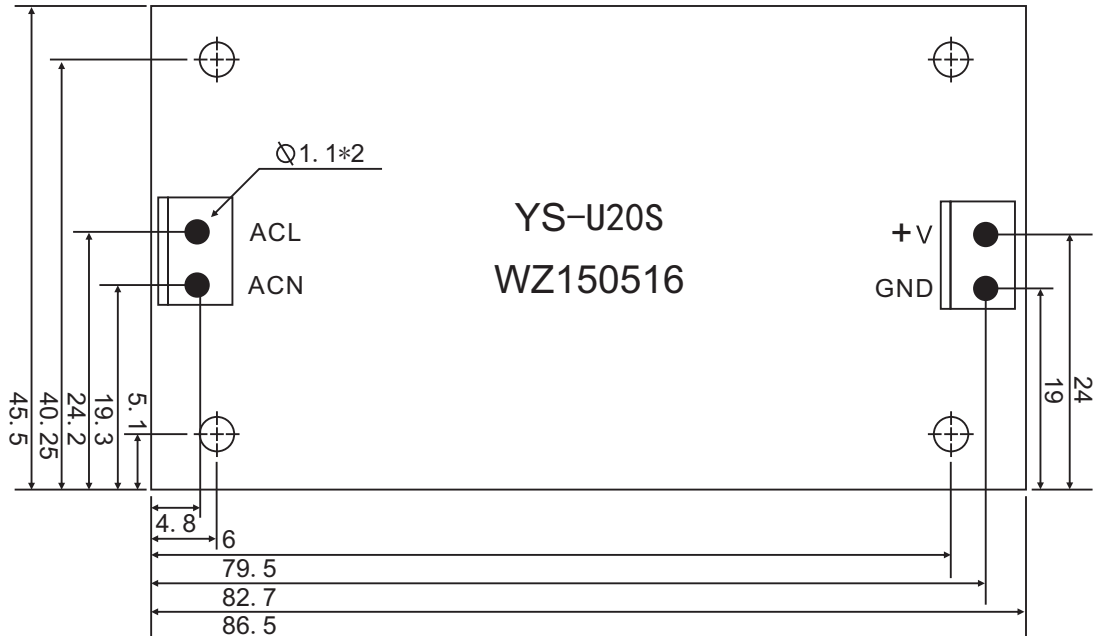 Ø1.1*2
YS-U20S
WZ150516
ACL
ACN
+V
GND
45.5
40.25
24.2
19.3
5.1
19
24
4.8
6
79.5
82.7
86.5